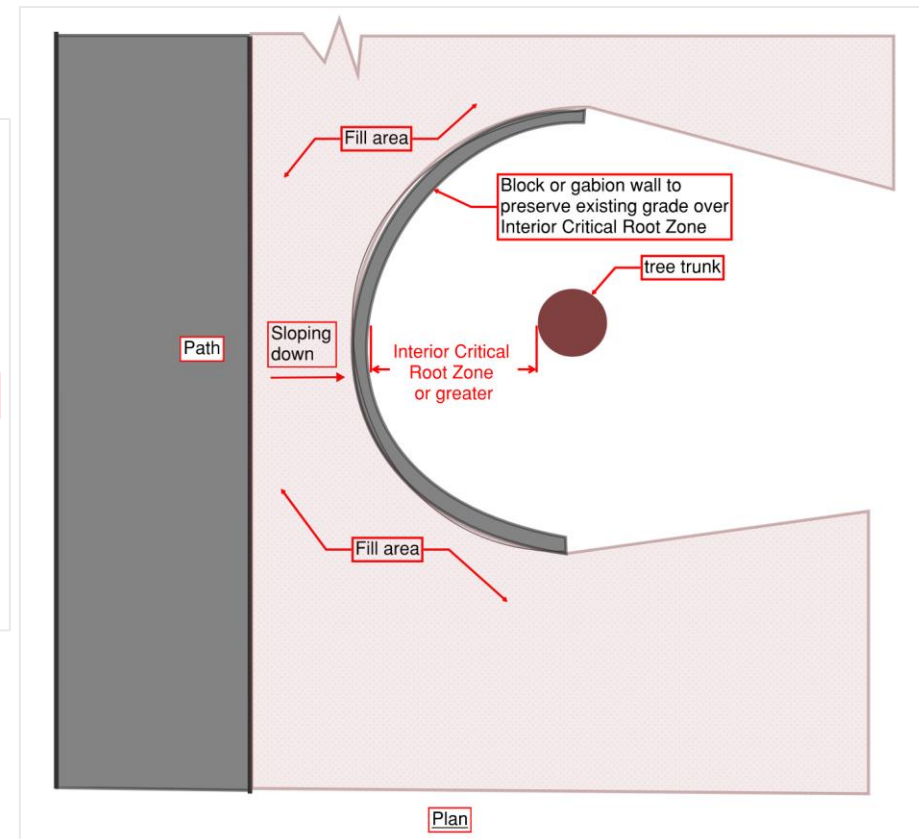 Fill area
Block or gabion wall to
preserve existing grade over
Interior Critical Root Zone
tree trunk
Path
Sloping
down
Interior Critical
Root Zone
or greater
Fill area
Plan